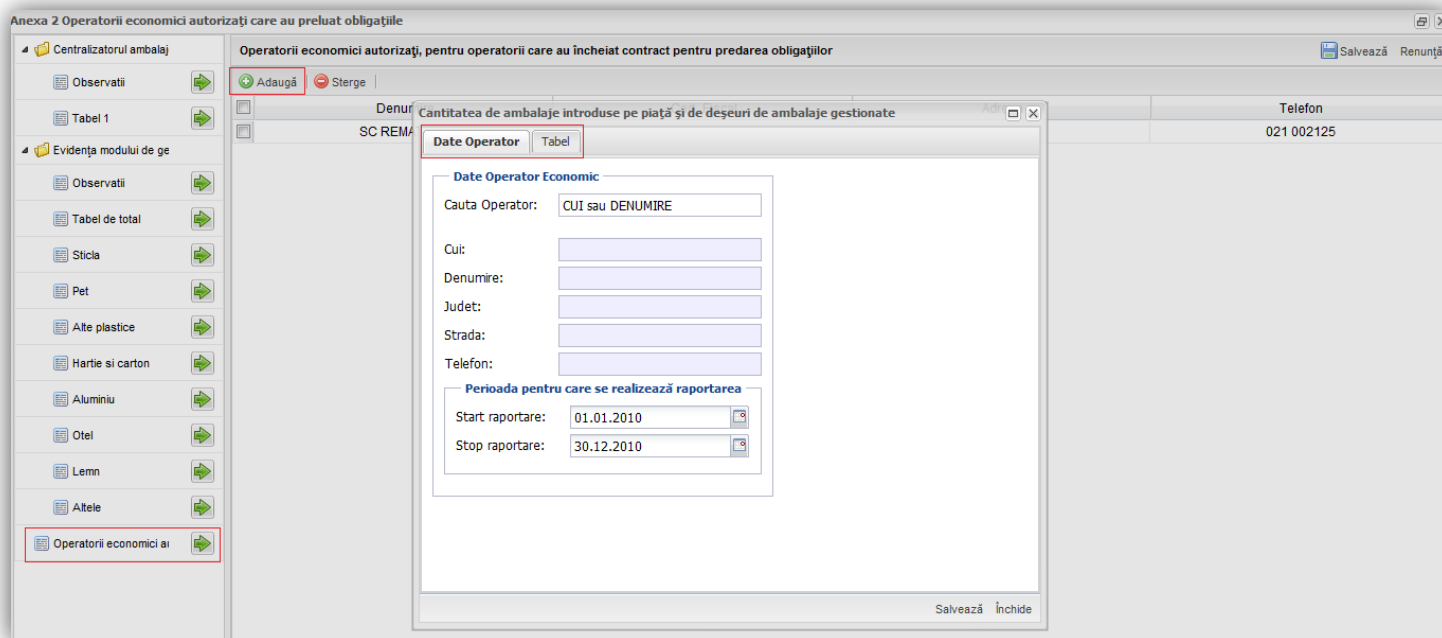 Anexa 2 Operatorii economici autorizaţi care au preluat obligaţiile
Centralizatorul ambalaj
Observatii
Tabel 1
Evidenţa modului de ge
Observatii
Tabel de total
Sticla
Pet
Alte plastice
Hartie si carton
Aluminiu
Otel
Lemn
Altele
Operatorii economici au
Operatorii economici autorizaţi, pentru operatorii care au încheiat contract pentru predarea obligaţiilor
Salvează Renunţă
Adaugă Sterge
Telefon
SC REMA 021 002125
Cantitatea de ambalaje introduse pe piaţă şi de deşeuri de ambalaje gestionate
Date Operator Tabel
Date Operator Economic
Cauta Operator: CUI sau DENUMIRE
Cui:
Denumire:
Judet:
Strada:
Telefon:
Perioada pentru care se realizează raportarea
Start raportare: 01.01.2010
Stop raportare: 30.12.2010
Salvează Închide